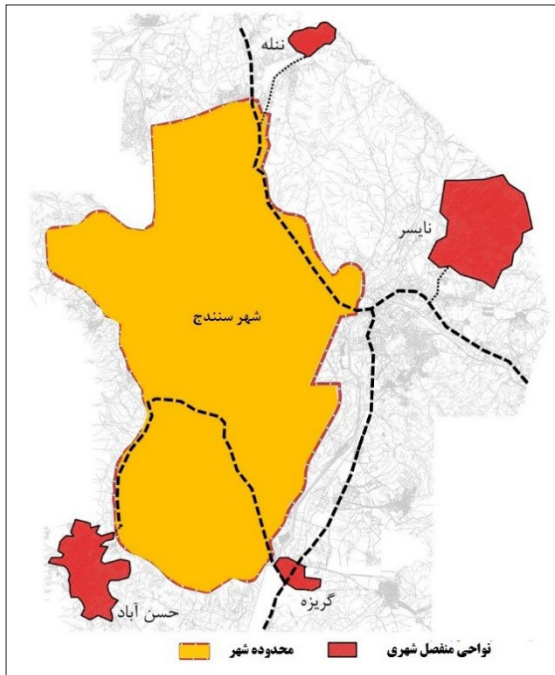 ننله
نایسر
شهر سنندج
گریزه
حسن آباد
نواحی منفصل شهری
محدوده شهر